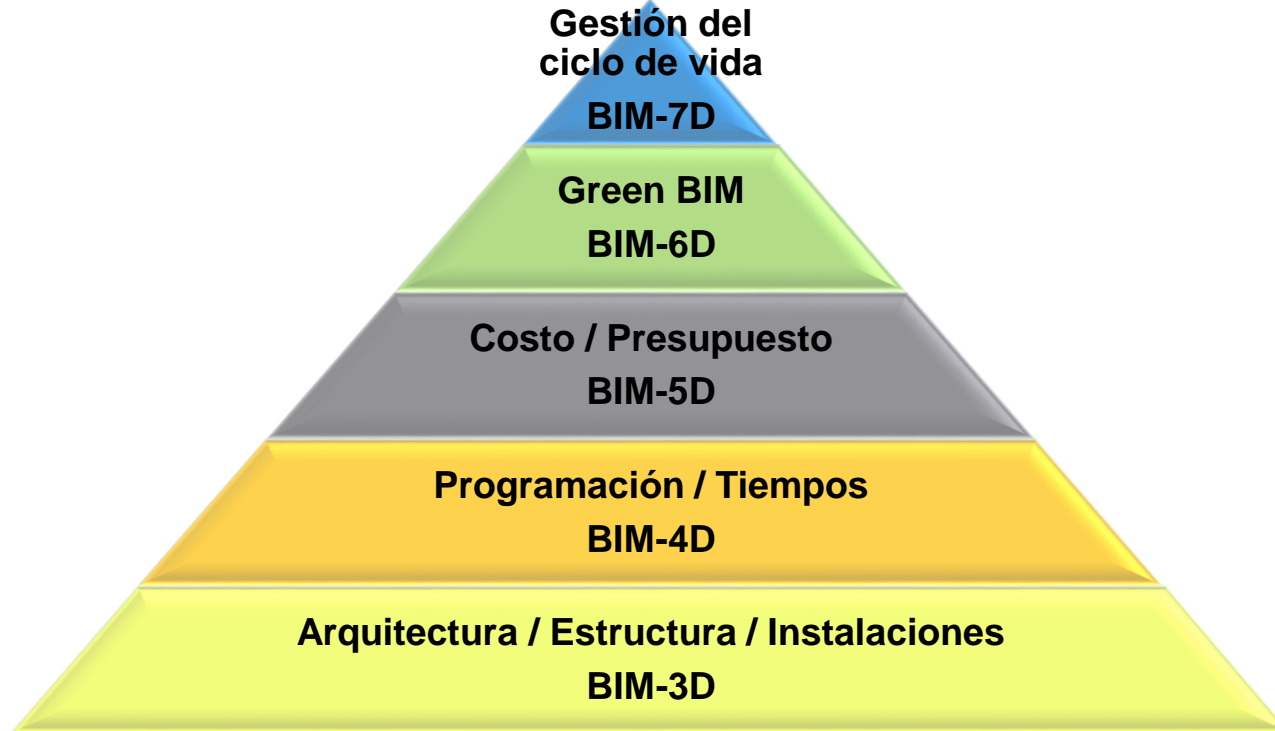 Gestión del
ciclo de vida
BIM-7D
Green BIM
BIM-6D
Costo / Presupuesto
BIM-5D
Programación / Tiempos
BIM-4D
Arquitectura / Estructura / Instalaciones
BIM-3D